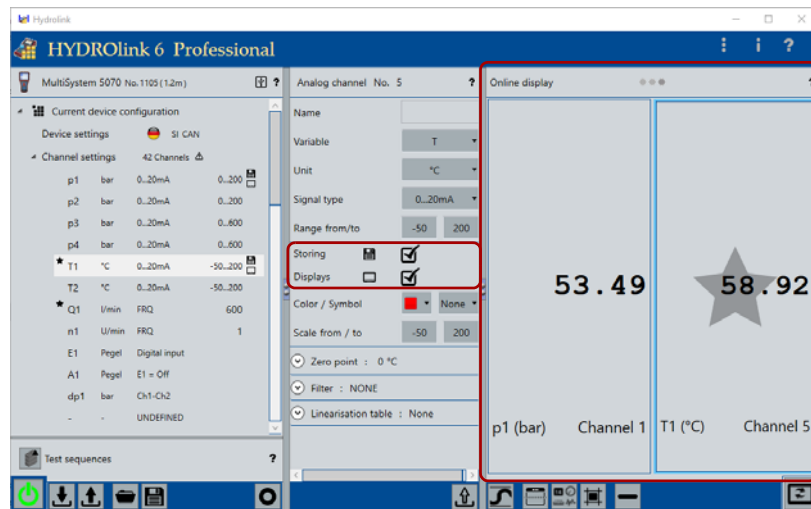 Hydrolink
HYDROlink 6 Professional
i ?
MultiSystem 5070 No.1105 (1.2m) ?
Current device configuration
Device settings SI CAN
Channel settings 42 Channels
p1 bar 0...20mA 0...200
p2 bar 0...20mA 0...200
p3 bar 0...20mA 0...600
p4 bar 0...20mA 0...600
T1 °C 0...20mA -50...200
T2 °C 0...20mA -50...200
Q1 l/min FRQ 600
n1 U/min FRQ 1
E1 Pegel Digital input
A1 Pegel E1 = Off
dp1 bar Ch1-Ch2
- - UNDEFINED
Test sequences ?
Analog channel No. 5 ?
Name
Variable T
Unit °C
Signal type 0...20mA
Range from/to -50 200
Storing
Displays
Color / Symbol None
Scale from / to -50 200
Zero point : 0 °C
Filter : NONE
Linearisation table : None
Online display
53.49
p1 (bar) Channel 1
58.92
T1 (°C) Channel 5